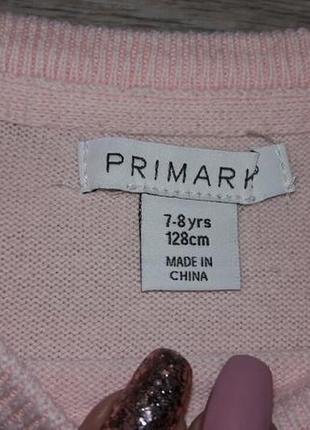 PRIMARK
7-8 yrs
128cm
MADE IN
CHINA